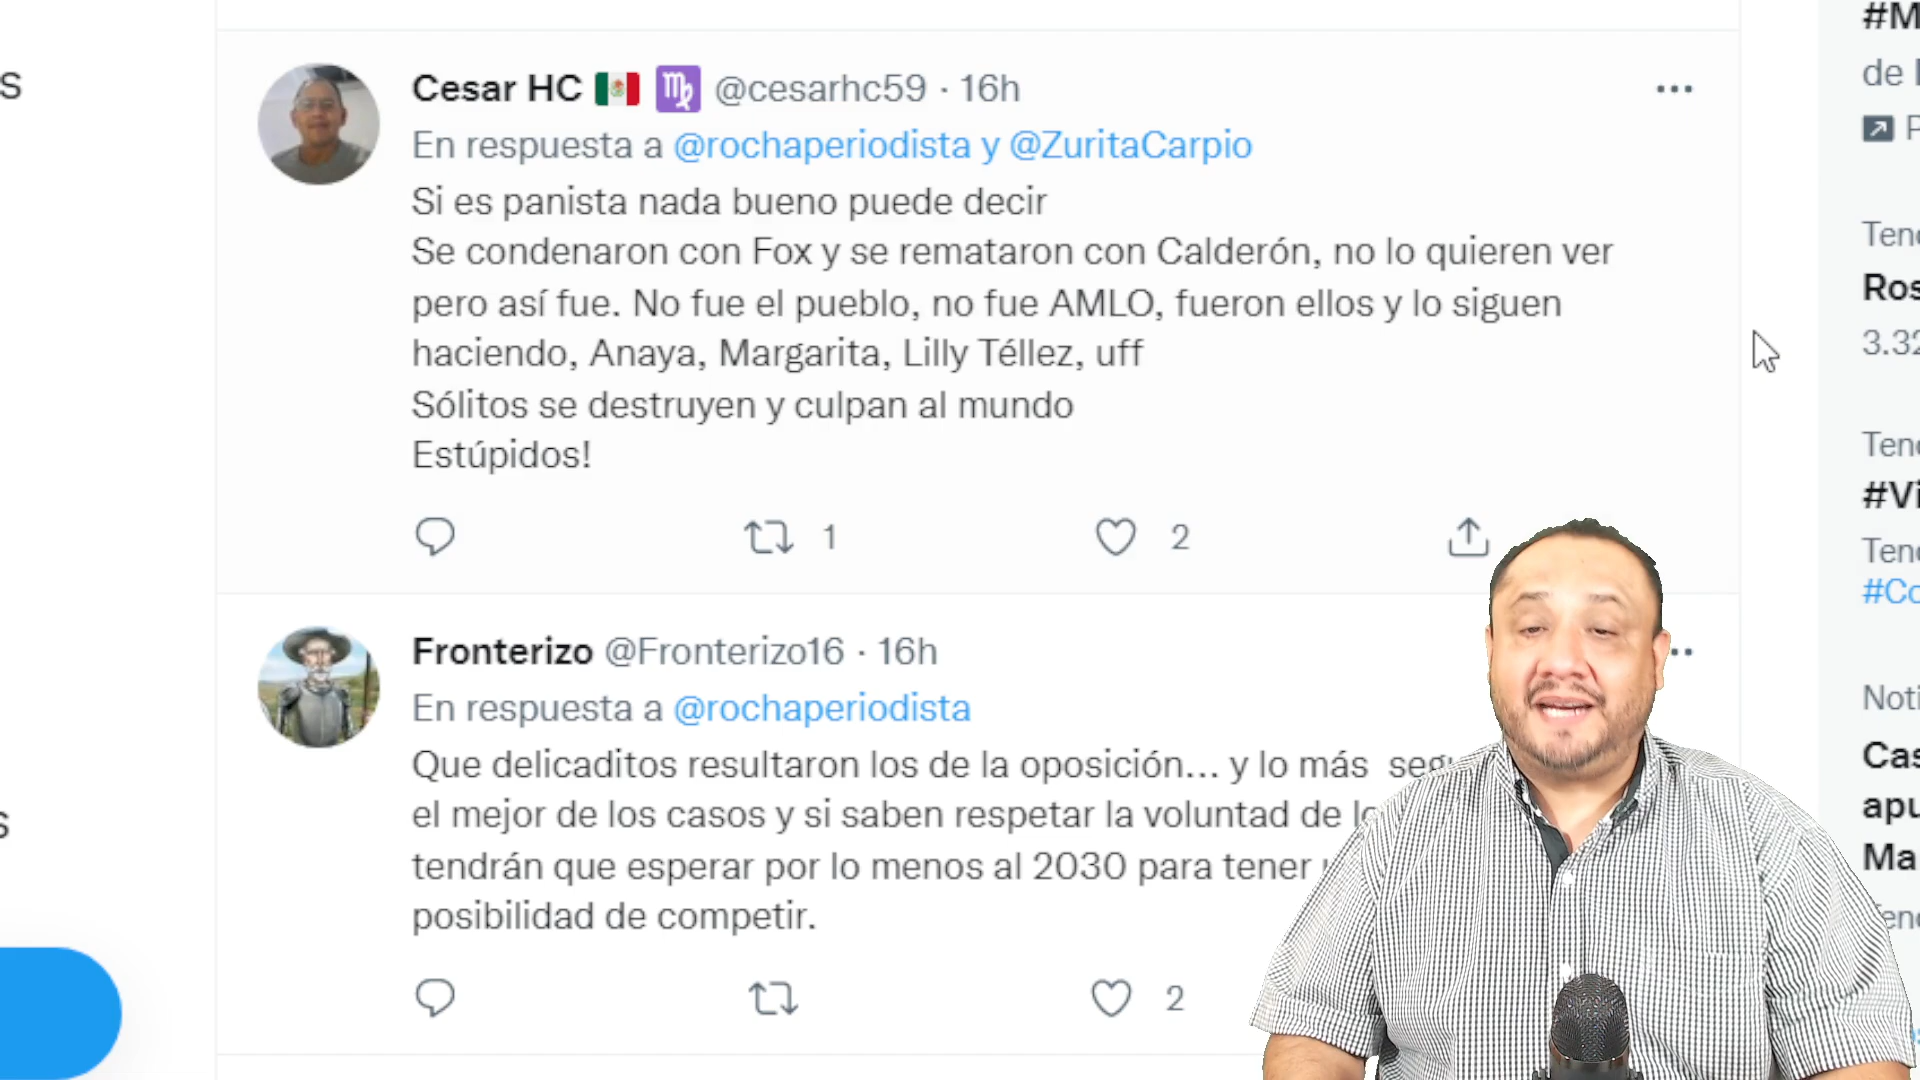 Cesar HC 🇲🇽 ♍ @cesarhc59 · 16h
En respuesta a @rochaperiodista y @ZuritaCarpio
Si es panista nada bueno puede decir
Se condenaron con Fox y se remataron con Calderón, no lo quieren ver
pero así fue. No fue el pueblo, no fue AMLO, fueron ellos y lo siguen
haciendo, Anaya, Margarita, Lilly Téllez, uff
Sólitos se destruyen y culpan al mundo
Estúpidos!
1 2
Fronterizo @Fronterizo16 · 16h
En respuesta a @rochaperiodista
Que delicaditos resultaron los de la oposición... y lo más
el mejor de los casos y si saben respetar la voluntad de
tendrán que esperar por lo menos al 2030 para tener
posibilidad de competir.
2
de
3.32